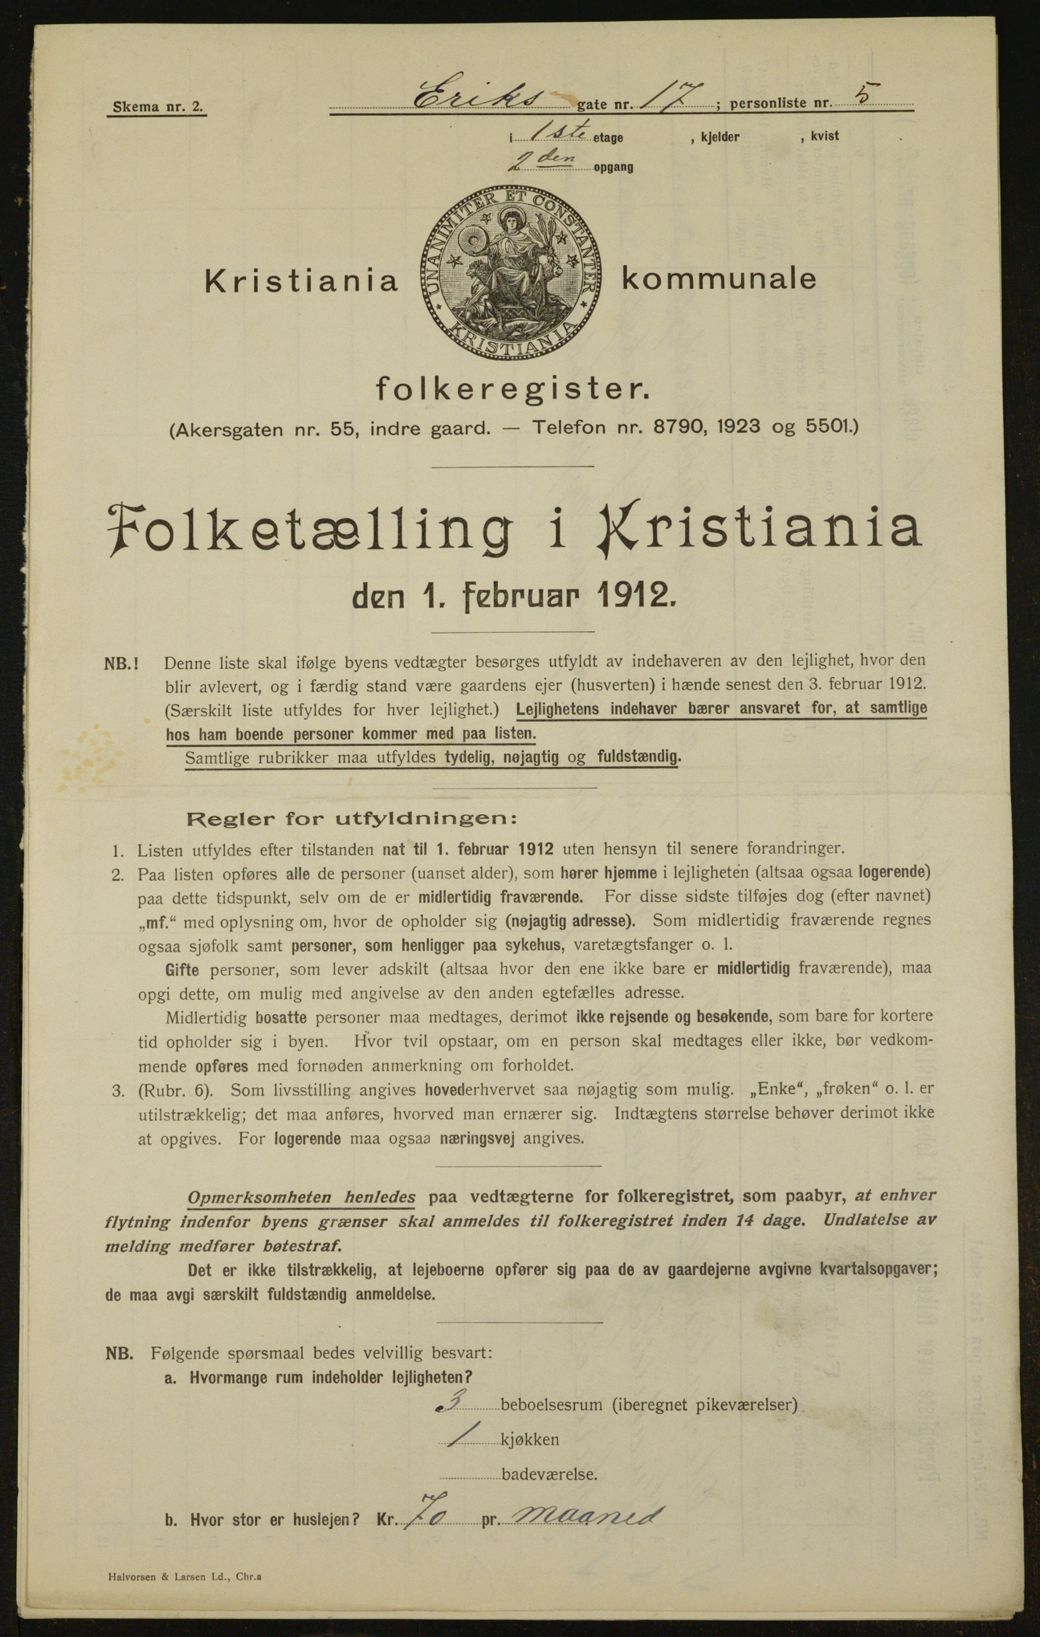 Skema nr. 2.
Eriks gate nr. 17; personliste nr. 5
i 1ste etage , kjelder , kvist
2den opgang
UNANIMITER ET CONSTANTER
KRISTIANIA
Kristiania kommunale
folkeregister.
(Akersgaten nr. 55, indre gaard. — Telefon nr. 8790, 1923 og 5501.)
Folketælling i Kristiania
den 1. februar 1912.
NB.! Denne liste skal ifølge byens vedtægter besørges utfyldt av indehaveren av den lejlighet, hvor den
blir avlevert, og i færdig stand være gaardens ejer (husverten) i hænde senest den 3. februar 1912.
(Særskilt liste utfyldes for hver lejlighet.) Lejlighetens indehaver bærer ansvaret for, at samtlige
hos ham boende personer kommer med paa listen.
Samtlige rubrikker maa utfyldes tydelig, nøjagtig og fuldstændig.
Regler for utfyldningen:
1. Listen utfyldes efter tilstanden nat til 1. februar 1912 uten hensyn til senere forandringer.
2. Paa listen opføres alle de personer (uanset alder), som hører hjemme i lejligheten (altsaa ogsaa logerende)
paa dette tidspunkt, selv om de er midlertidig fraværende. For disse sidste tilføjes dog (efter navnet)
„mf.“ med oplysning om, hvor de opholder sig (nøjagtig adresse). Som midlertidig fraværende regnes
ogsaa sjøfolk samt personer, som henligger paa sykehus, varetægtsfanger o. l.
Gifte personer, som lever adskilt (altsaa hvor den ene ikke bare er midlertidig fraværende), maa
opgi dette, om mulig med angivelse av den anden egtefælles adresse.
Midlertidig bosatte personer maa medtages, derimot ikke rejsende og besøkende, som bare for kortere
tid opholder sig i byen. Hvor tvil opstaar, om en person skal medtages eller ikke, bør vedkom-
mende opføres med fornøden anmerkning om forholdet.
3. (Rubr. 6). Som livsstilling angives hovederhvervet saa nøjagtig som mulig. „Enke“, „frøken“ o. l. er
utilstrækkelig; det maa anføres, hvorved man ernærer sig. Indtægtens størrelse behøver derimot ikke
at opgives. For logerende maa ogsaa næringsvej angives.
Opmerksomheten henledes paa vedtægterne for folkeregistret, som paabyr, at enhver
flytning indenfor byens grænser skal anmeldes til folkeregistret inden 14 dage. Undlatelse av
melding medfører bøtestraf.
Det er ikke tilstrækkelig, at lejeboerne opfører sig paa de av gaardejerne avgivne kvartalsopgaver;
de maa avgi særskilt fuldstændig anmeldelse.
NB. Følgende spørsmaal bedes velvillig besvart:
a. Hvormange rum indeholder lejligheten?
3 beboelsesrum (iberegnet pikeværelser)
1 kjøkken
badeværelse.
b. Hvor stor er huslejen? Kr. 70 pr. maaned
Halvorsen & Larsen Ld., Chr.a